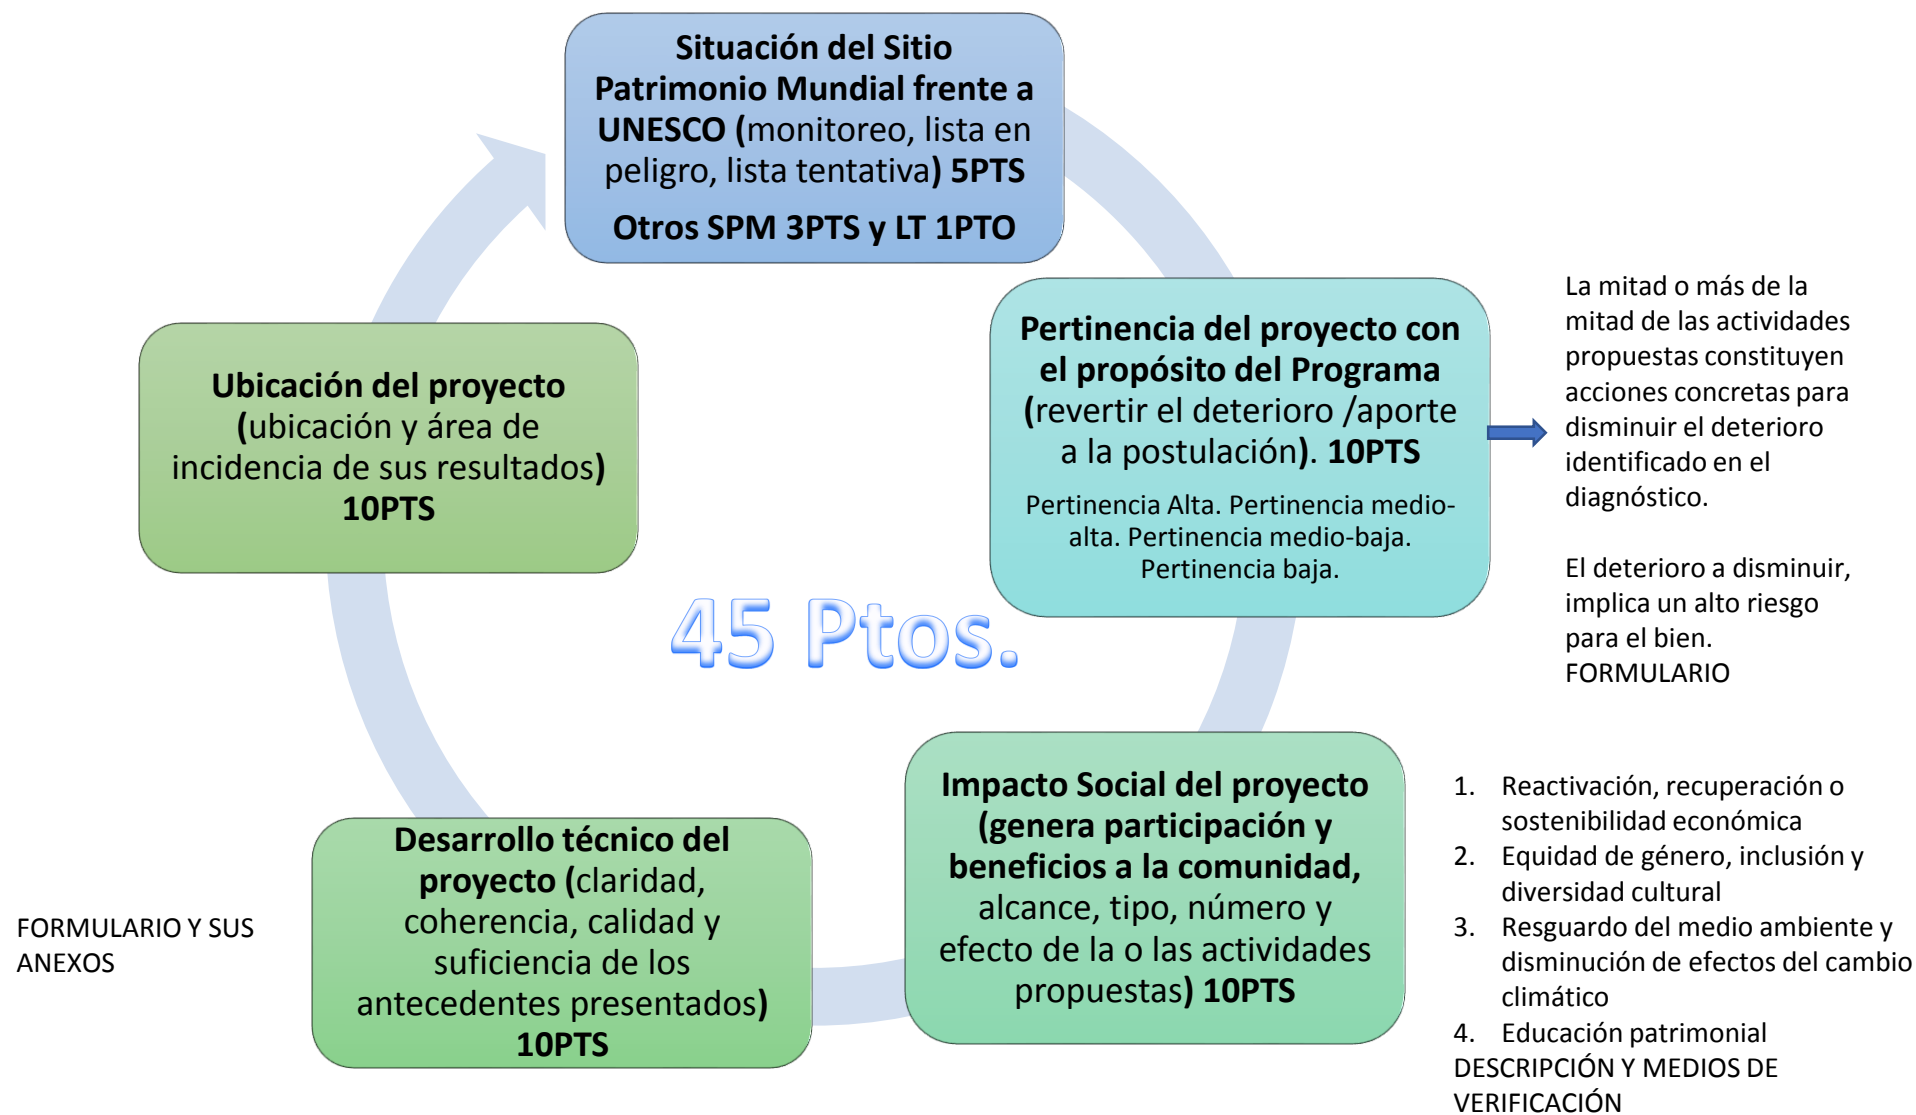 Situación del Sitio
Patrimonio Mundial frente a
UNESCO (monitoreo, lista en
peligro, lista tentativa) 5PTS
Otros SPM 3PTS y LT 1PTO
Pertinencia del proyecto con
el propósito del Programa
(revertir el deterioro /aporte
a la postulación). 10PTS
Pertinencia Alta. Pertinencia medio-
alta. Pertinencia medio-baja.
Pertinencia baja.
La mitad o más de la
mitad de las actividades
propuestas constituyen
acciones concretas para
disminuir el deterioro
identificado en el
diagnóstico.
El deterioro a disminuir,
implica un alto riesgo
para el bien.
FORMULARIO
Ubicación del proyecto
(ubicación y área de
incidencia de sus resultados)
10PTS
45 Ptos.
Impacto Social del proyecto
(genera participación y
beneficios a la comunidad,
alcance, tipo, número y
efecto de la o las actividades
propuestas) 10PTS
1. Reactivación, recuperación o
sostenibilidad económica
2. Equidad de género, inclusión y
diversidad cultural
3. Resguardo del medio ambiente y
disminución de efectos del cambio
climático
4. Educación patrimonial
DESCRIPCIÓN Y MEDIOS DE
VERIFICACIÓN
Desarrollo técnico del
proyecto (claridad,
coherencia, calidad y
suficiencia de los
antecedentes presentados)
10PTS
FORMULARIO Y SUS
ANEXOS